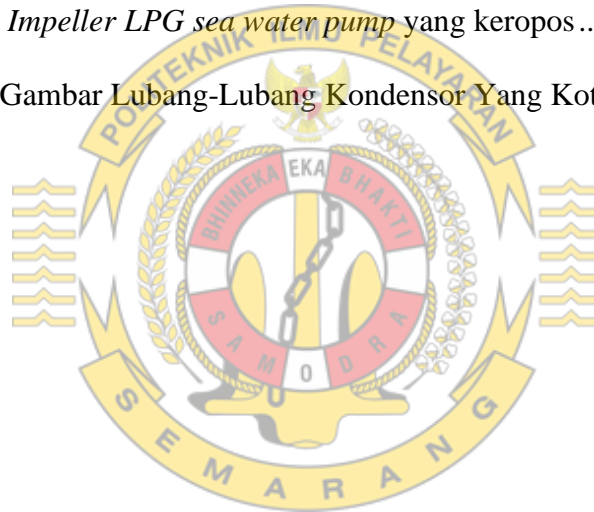 Impeller LPG sea water pump yang keropos ..
Gambar Lubang-Lubang Kondensor Yang Kot
POLITEKNIK ILMU PELAYARAN
BHINNEKA EKA BHAKTI
SAMODRA
SEMARANG